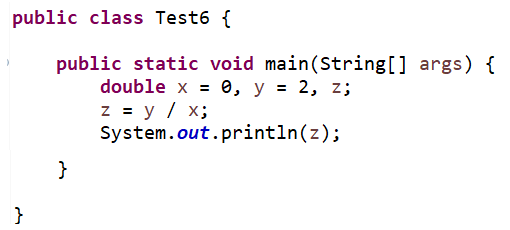 public class Test6 {
public static void main(String[] args) {
double x = 0, y = 2, z;
z = y / x;
System.out.println(z);
}
}